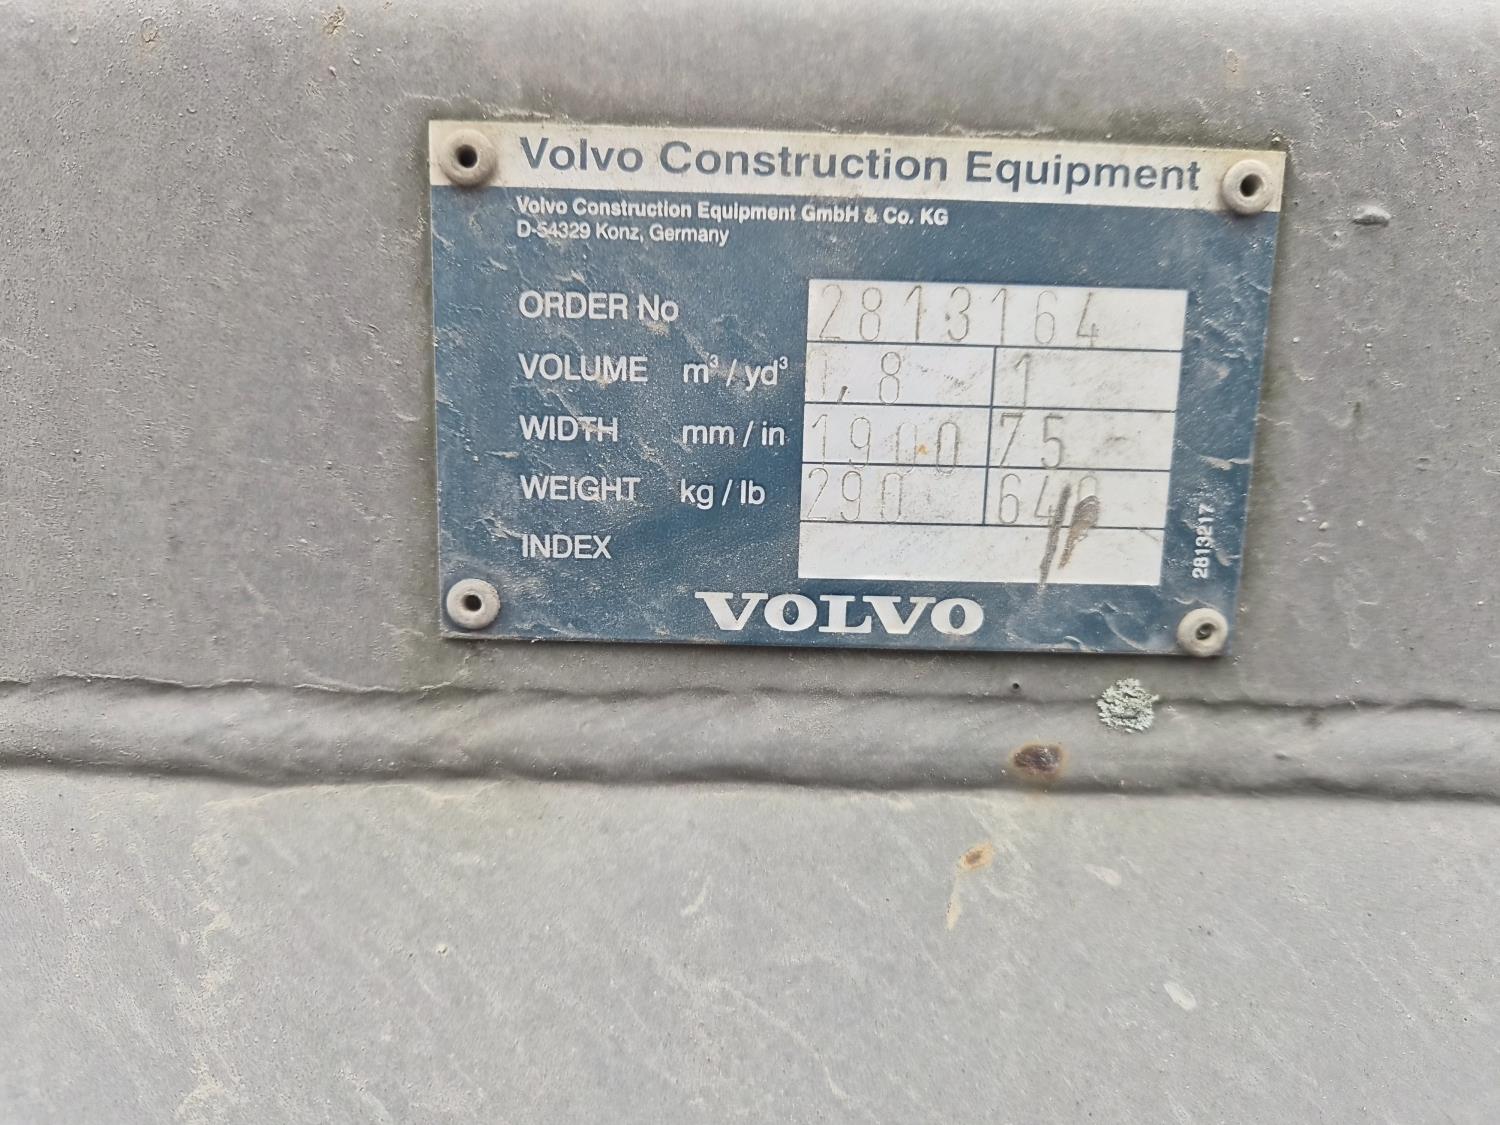 Volvo Construction Equipment
Volvo Construction Equipment GmbH & Co. KG
D-54329 Konz, Germany
ORDER No 2813164
VOLUME m³ / yd³ 1,8 1
WIDTH mm / in 1900 75
WEIGHT kg / lb 290 640
INDEX
2813217
VOLVO